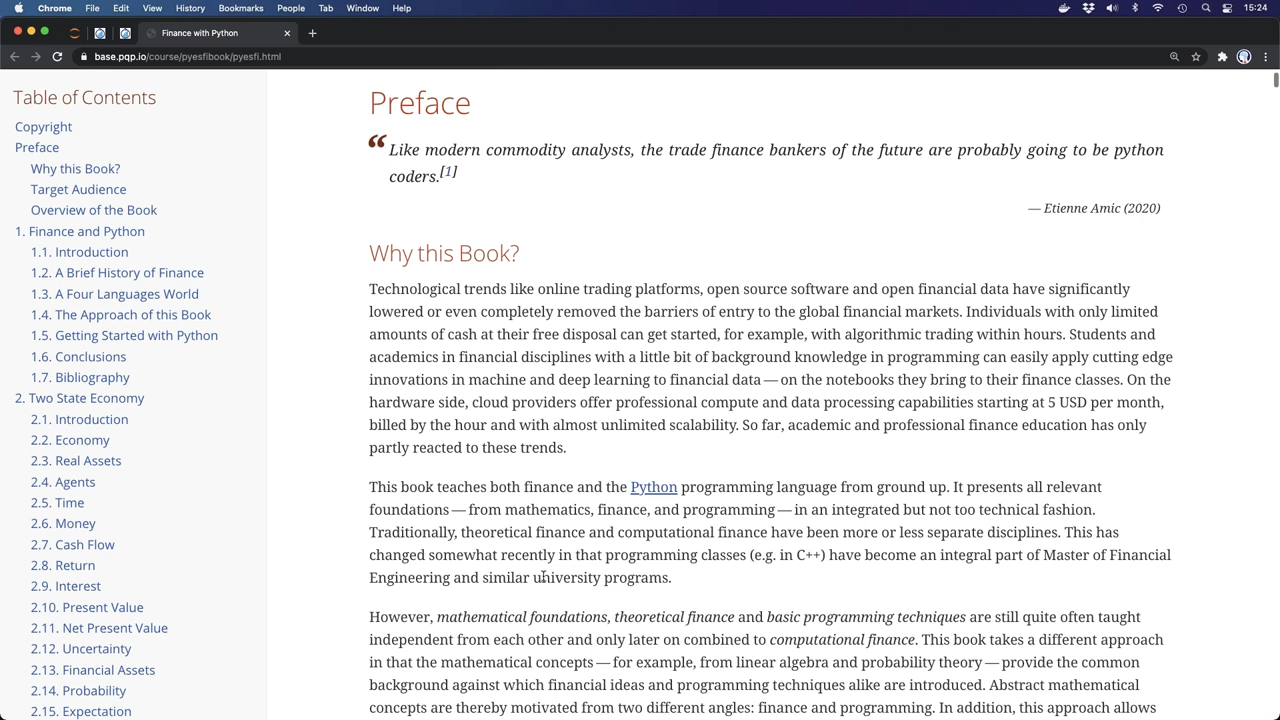 Chrome File Edit View History Bookmarks People Tab Window Help 15:24
Finance with Python
base.pqp.io/course/pyesfibook/pyesfi.html
Table of Contents
Copyright
Preface
Why this Book?
Target Audience
Overview of the Book
1. Finance and Python
1.1. Introduction
1.2. A Brief History of Finance
1.3. A Four Languages World
1.4. The Approach of this Book
1.5. Getting Started with Python
1.6. Conclusions
1.7. Bibliography
2. Two State Economy
2.1. Introduction
2.2. Economy
2.3. Real Assets
2.4. Agents
2.5. Time
2.6. Money
2.7. Cash Flow
2.8. Return
2.9. Interest
2.10. Present Value
2.11. Net Present Value
2.12. Uncertainty
2.13. Financial Assets
2.14. Probability
2.15. Expectation
Preface
“ Like modern commodity analysts, the trade finance bankers of the future are probably going to be python
coders.[1]
— Etienne Amic (2020)
Why this Book?
Technological trends like online trading platforms, open source software and open financial data have significantly
lowered or even completely removed the barriers of entry to the global financial markets. Individuals with only limited
amounts of cash at their free disposal can get started, for example, with algorithmic trading within hours. Students and
academics in financial disciplines with a little bit of background knowledge in programming can easily apply cutting edge
innovations in machine and deep learning to financial data — on the notebooks they bring to their finance classes. On the
hardware side, cloud providers offer professional compute and data processing capabilities starting at 5 USD per month,
billed by the hour and with almost unlimited scalability. So far, academic and professional finance education has only
partly reacted to these trends.
This book teaches both finance and the Python programming language from ground up. It presents all relevant
foundations — from mathematics, finance, and programming — in an integrated but not too technical fashion.
Traditionally, theoretical finance and computational finance have been more or less separate disciplines. This has
changed somewhat recently in that programming classes (e.g. in C++) have become an integral part of Master of Financial
Engineering and similar university programs.
However, mathematical foundations, theoretical finance and basic programming techniques are still quite often taught
independent from each other and only later on combined to computational finance. This book takes a different approach
in that the mathematical concepts — for example, from linear algebra and probability theory — provide the common
background against which financial ideas and programming techniques alike are introduced. Abstract mathematical
concepts are thereby motivated from two different angles: finance and programming. In addition, this approach allows